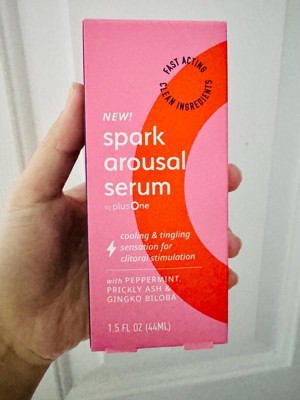 FAST ACTING
CLEAN INGREDIENTS
NEW!
spark
arousal
serum
by plusOne
cooling & tingling
sensation for
clitoral stimulation
with PEPPERMINT,
PRICKLY ASH &
GINGKO BILOBA
1.5 FL OZ (44ML)